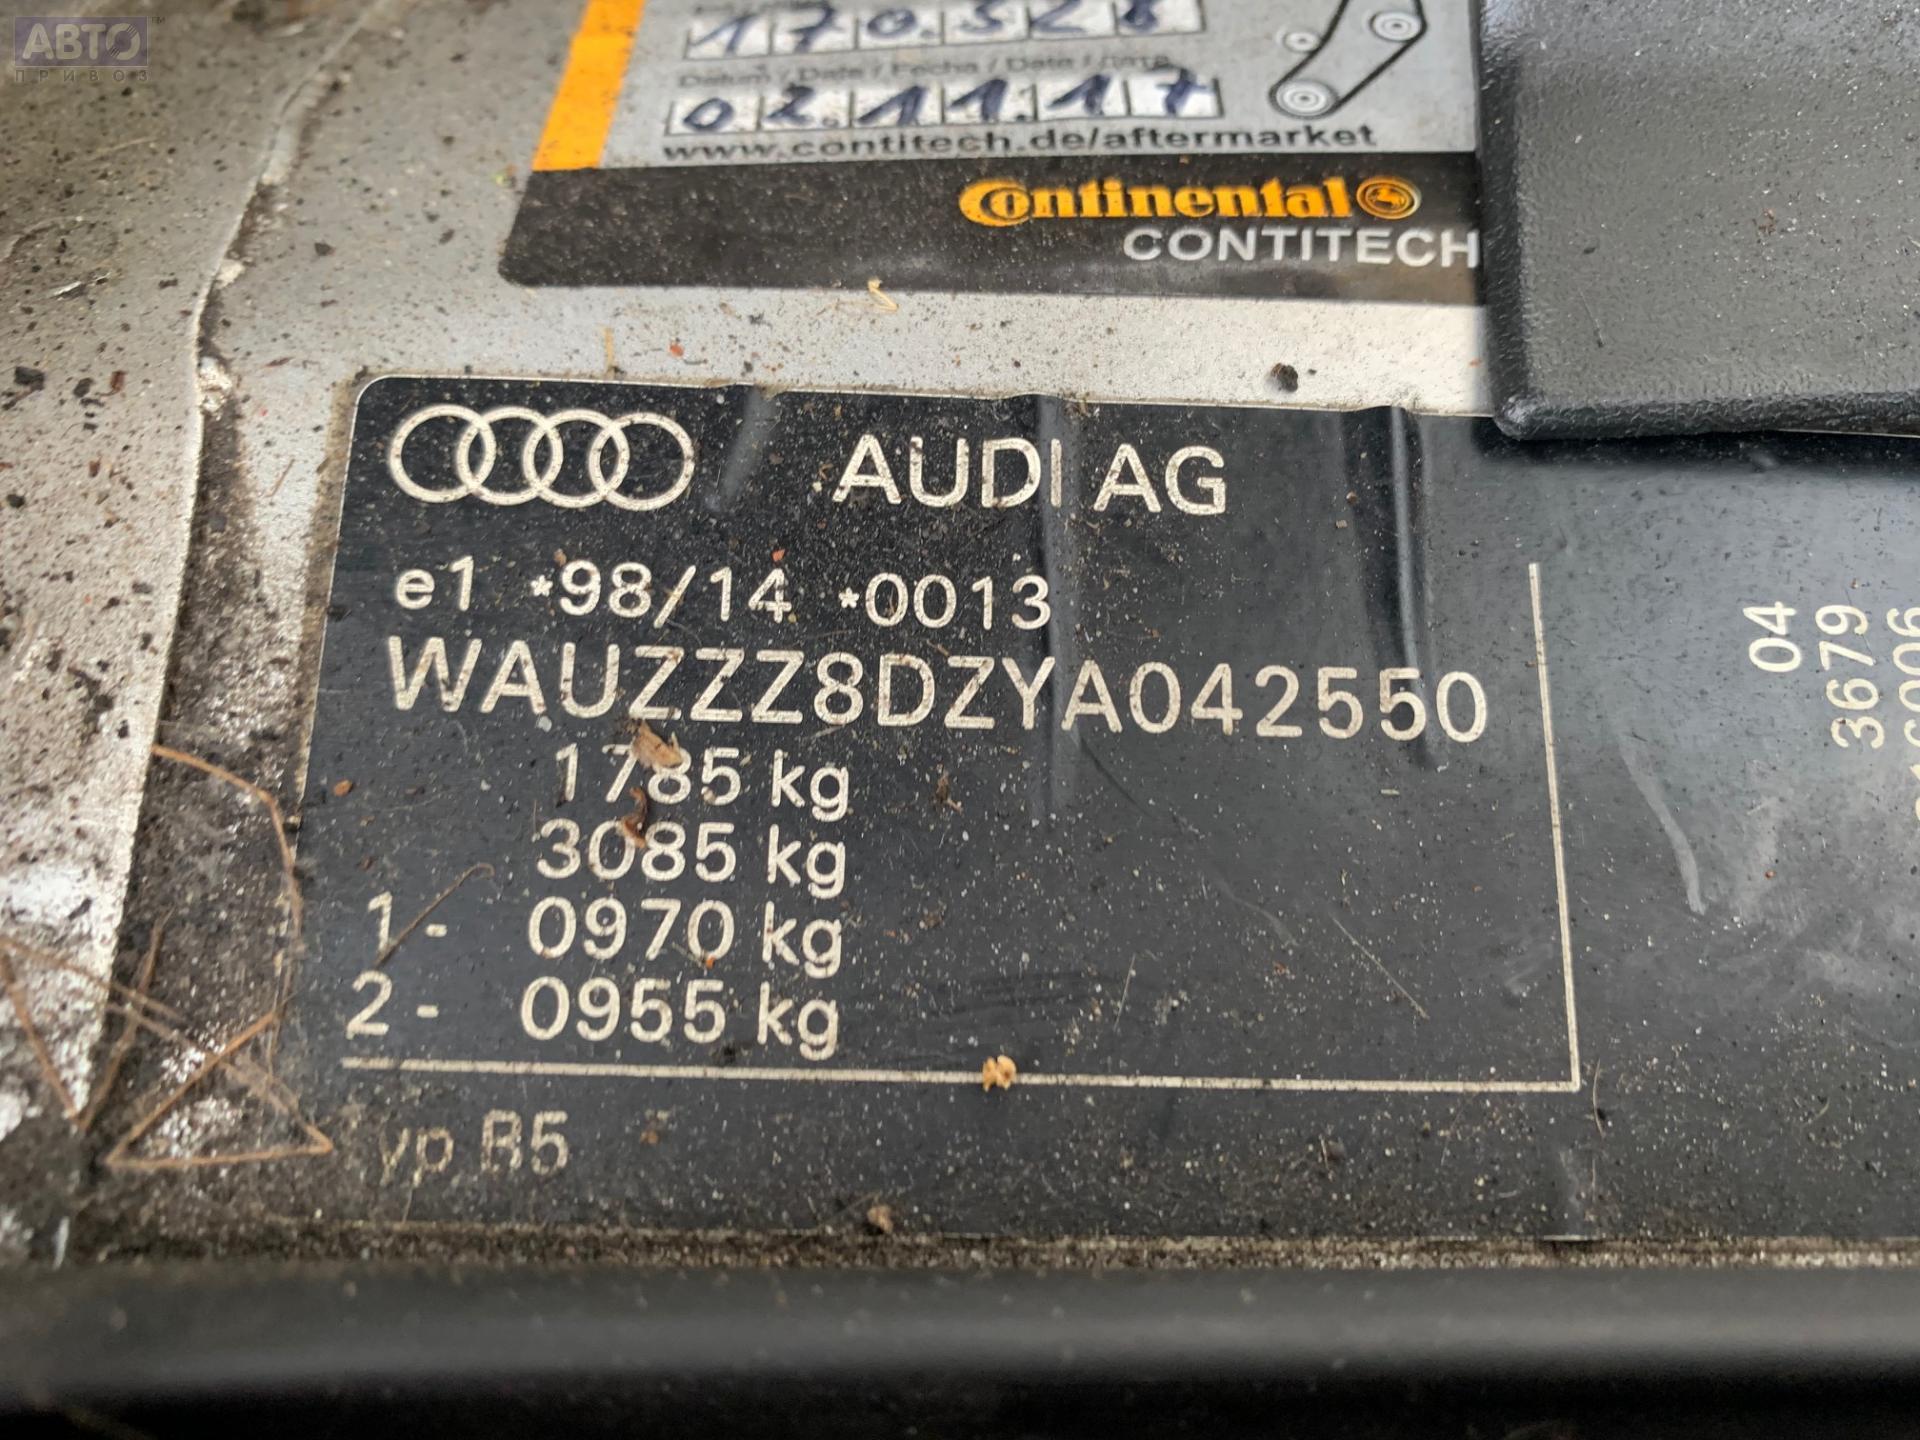 АВТО
ПРИВОЗ
170.328
Datum / Date / Fecha / Date / Дата
02.11.17
www.contitech.de/aftermarket
Continental
CONTITECH
AUDI AG
e1 *98/14 *0013
WAUZZZ8DZYA042550
1785 kg
3085 kg
1- 0970 kg
2- 0955 kg
yp B5
04
3679